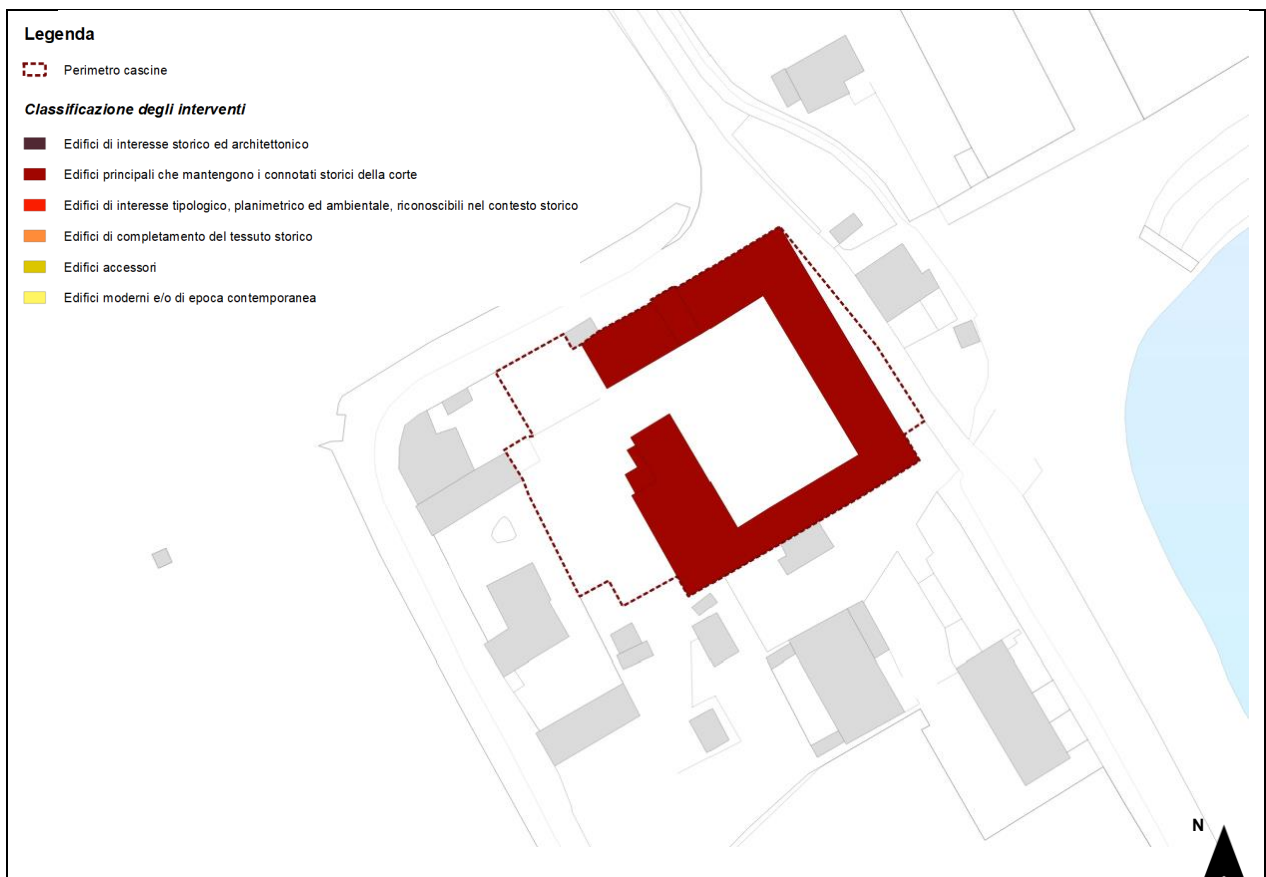 Legenda
Perimetro cascine
Classificazione degli interventi
Edifici di interesse storico ed architettonico
Edifici principali che mantengono i connotati storici della corte
Edifici di interesse tipologico, planimetrico ed ambientale, riconoscibili nel contesto storico
Edifici di completamento del tessuto storico
Edifici accessori
Edifici moderni e/o di epoca contemporanea
N